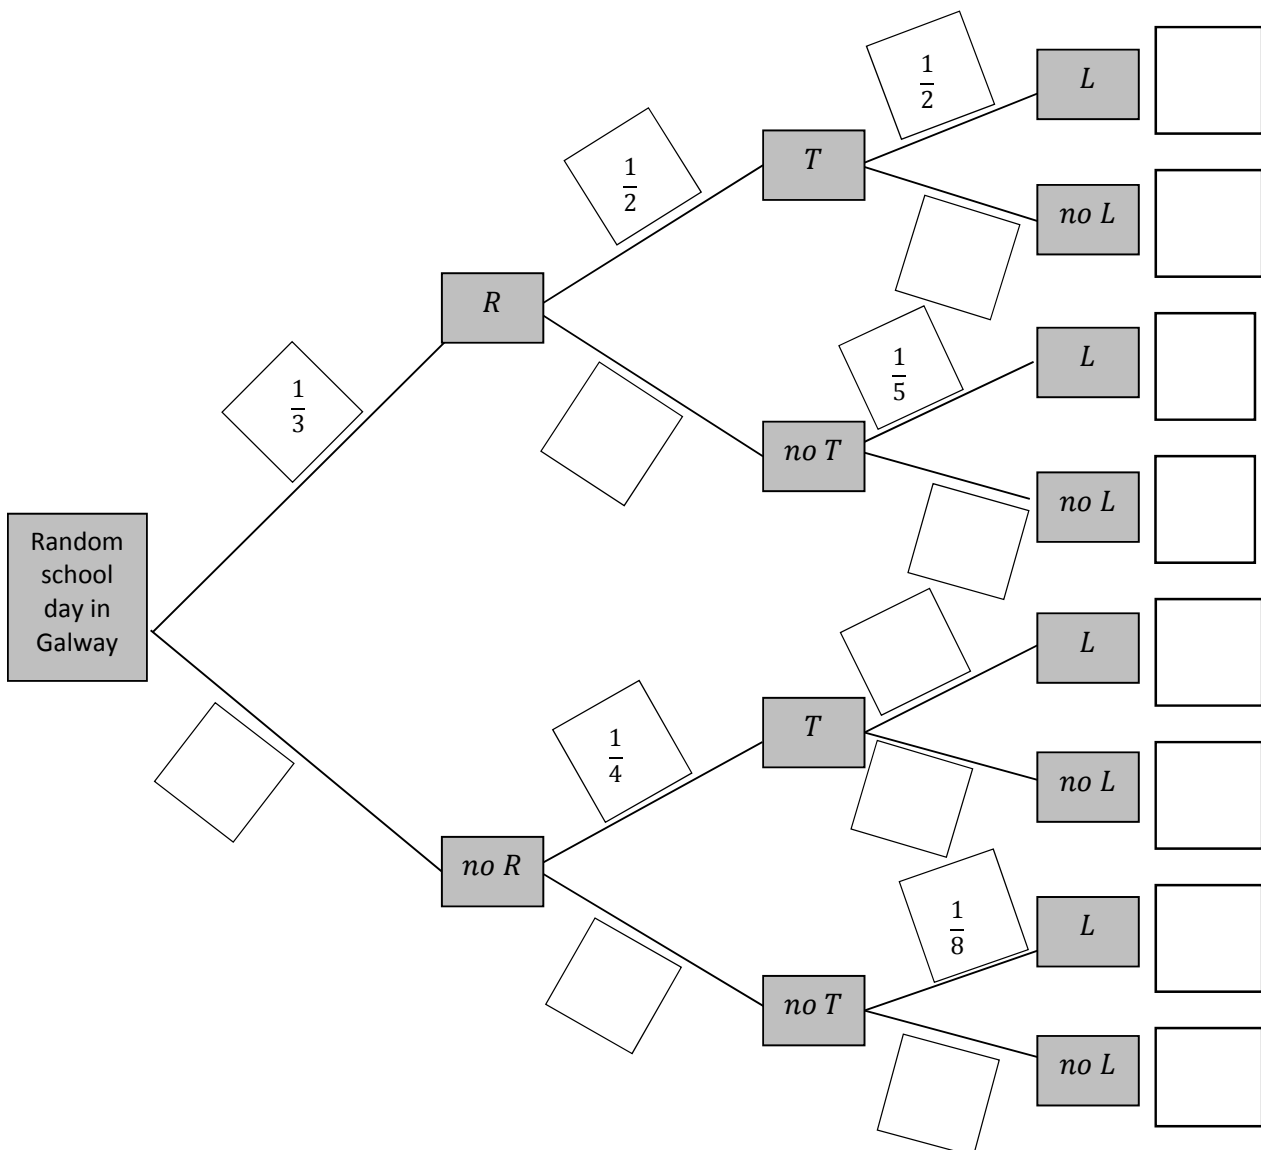 1/2
L
1/2
T
no L
R
1/5
L
1/3
no T
no L
Random
school
day in
Galway
L
1/4
T
no L
no R
1/8
L
no T
no L